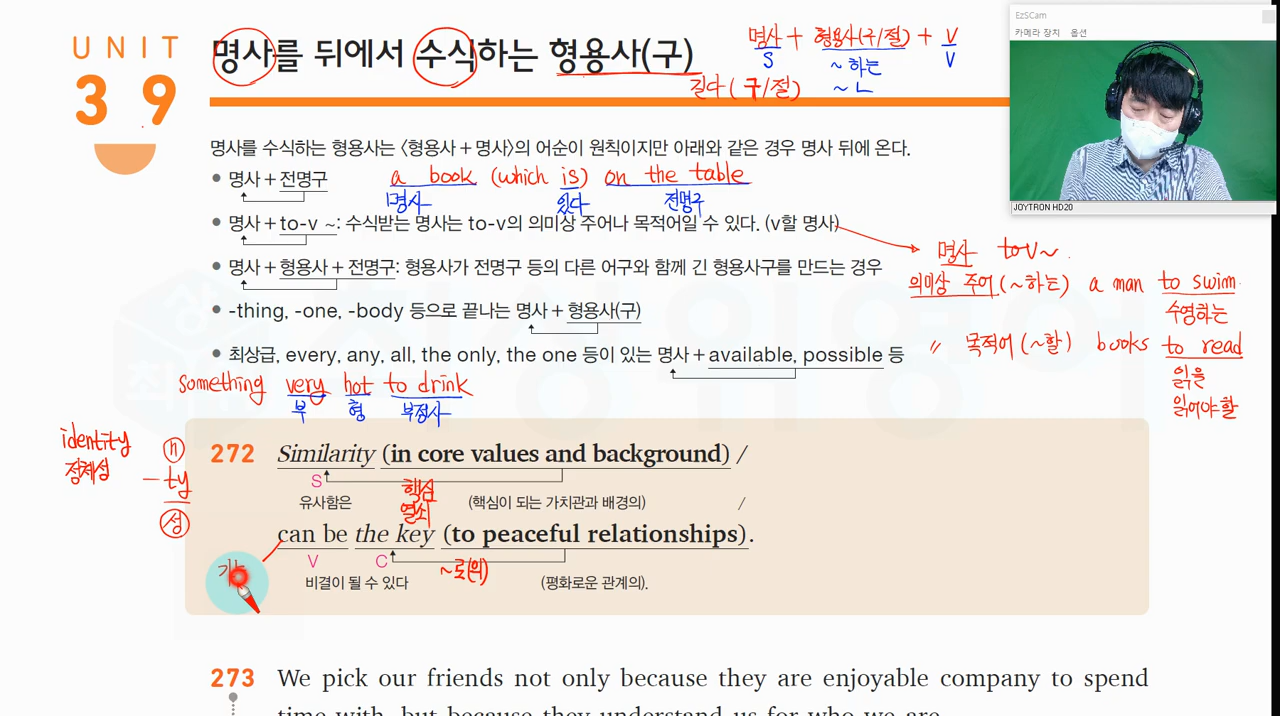 UNIT
39
명사를 뒤에서 수식하는 형용사(구)
명사 + 형용사(구/절) + V
S ~하는 V
길다(구/절) ~ㄴ
EzSCam
카메라 장치 옵션
JOYTRON HD20
명사를 수식하는 형용사는 〈형용사+명사〉의 어순이 원칙이지만 아래와 같은 경우 명사 뒤에 온다.
• 명사+전명구 a book (which is) on the table
명사 있다 전명구
• 명사+to-v ~: 수식받는 명사는 to-v의 의미상 주어나 목적어일 수 있다. (v할 명사)
명사 to V~
• 명사+형용사+전명구: 형용사가 전명구 등의 다른 어구와 함께 긴 형용사구를 만드는 경우
의미상 주어(~하는) a man to swim
수영하는
• -thing, -one, -body 등으로 끝나는 명사+형용사(구)
〃 목적어(~할) books to read
읽을
읽어야할
• 최상급, every, any, all, the only, the one 등이 있는 명사+available, possible 등
something very hot to drink
부 형 부정사
identity
정체성
n
-ty
성
272 Similarity (in core values and background) /
S 핵심
유사함은 열쇠 (핵심이 되는 가치관과 배경의) /
can be the key (to peaceful relationships).
V C ~로(의)
비결이 될 수 있다 (평화로운 관계의).
273 We pick our friends not only because they are enjoyable company to spend
time with, but because they understand us for who we are.